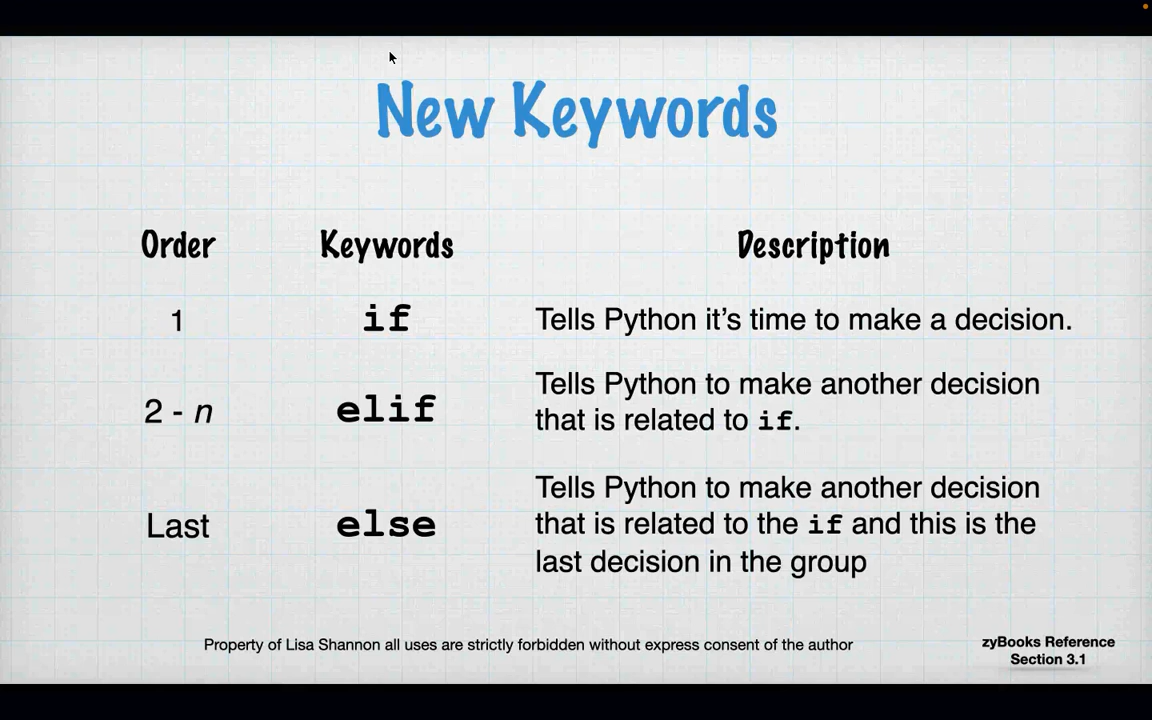 New Keywords
Order Keywords Description
1 if Tells Python it's time to make a decision.
2 - n elif Tells Python to make another decision
that is related to if.
Last else Tells Python to make another decision
that is related to the if and this is the
last decision in the group
Property of Lisa Shannon all uses are strictly forbidden without express consent of the author
zyBooks Reference
Section 3.1